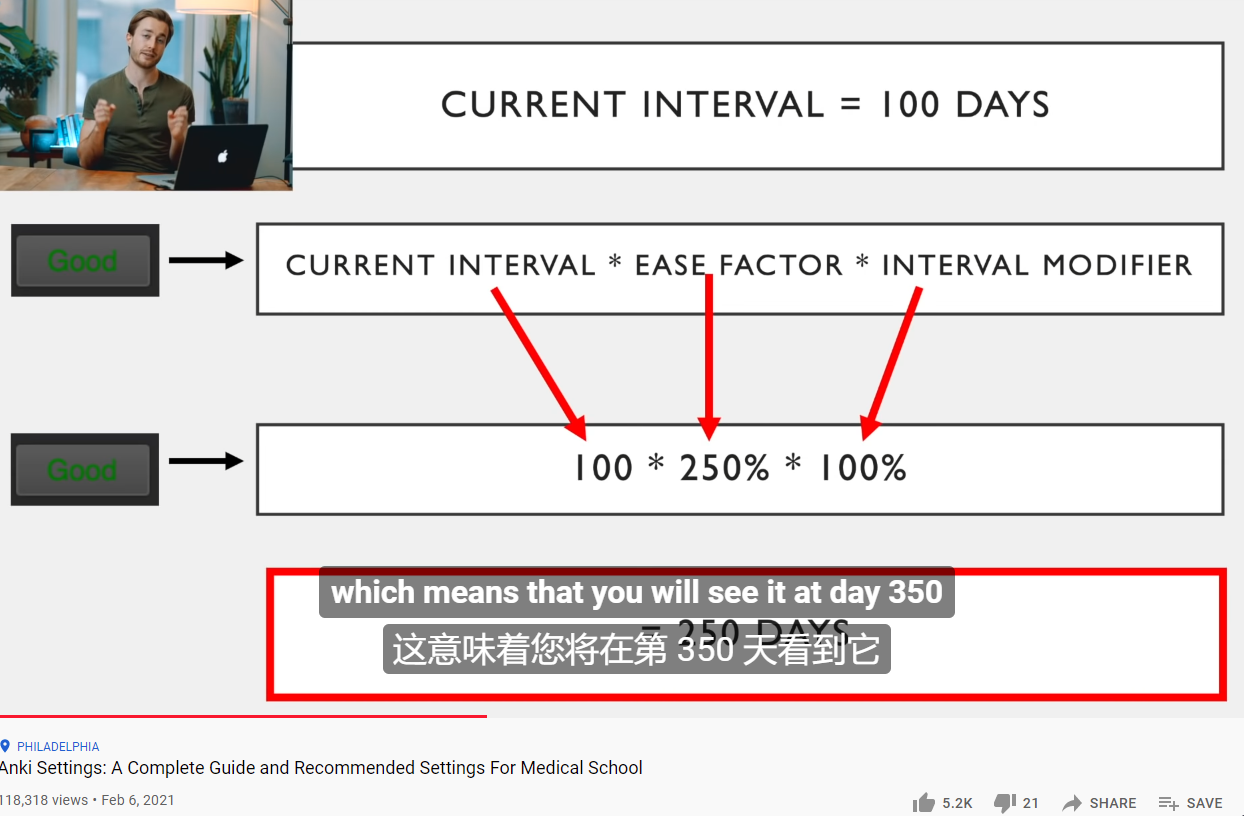 CURRENT INTERVAL = 100 DAYS
Good
CURRENT INTERVAL * EASE FACTOR * INTERVAL MODIFIER
Good
100 * 250% * 100%
which means that you will see it at day 350
= 250 DAYS
这意味着您将在第 350 天看到它
PHILADELPHIA
Anki Settings: A Complete Guide and Recommended Settings For Medical School
118,318 views • Feb 6, 2021
5.2K
21
SHARE
SAVE